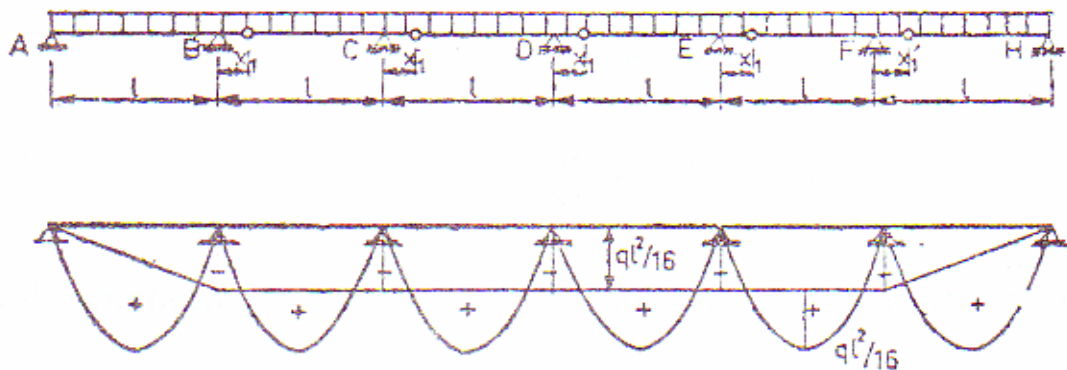 A B C D E F H
x₁ x₁ x₁ x₁ x₁
l l l l l l
ql²/16
- - - - -
+ + + + + +
ql²/16